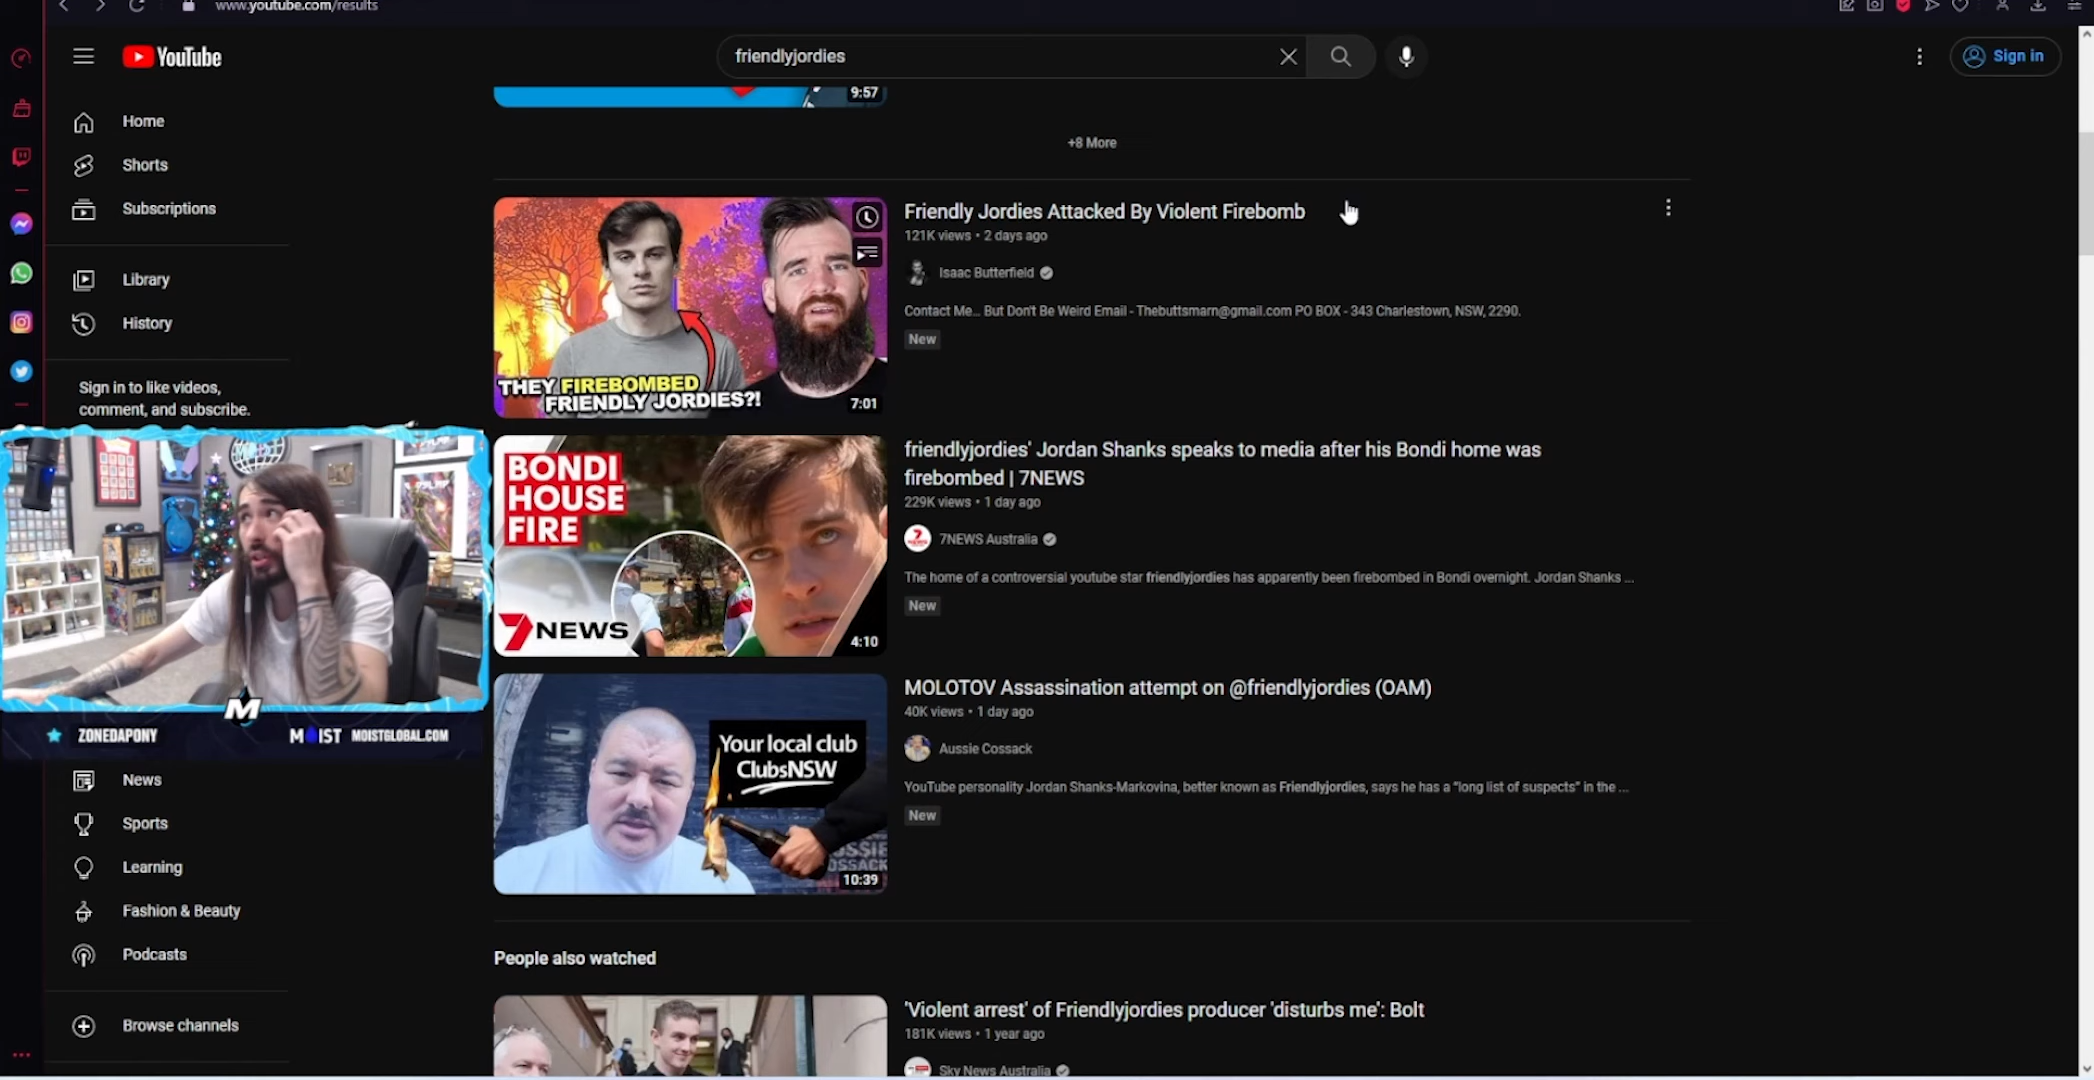 www.youtube.com/results
YouTube
friendlyjordies
Sign in
Home
Shorts
Subscriptions
Library
History
Sign in to like videos,
comment, and subscribe.
ZONEDAPONY
MOIST
MOISTGLOBAL.COM
News
Sports
Learning
Fashion & Beauty
Podcasts
Browse channels
9:57
+8 More
THEY FIREBOMBED
FRIENDLY JORDIES?!
7:01
Friendly Jordies Attacked By Violent Firebomb
121K views • 2 days ago
Isaac Butterfield
Contact Me... But Don't Be Weird Email - Thebuttsmarn@gmail.com PO BOX - 343 Charlestown, NSW, 2290.
New
BONDI
HOUSE
FIRE
7NEWS
4:10
friendlyjordies' Jordan Shanks speaks to media after his Bondi home was
firebombed | 7NEWS
229K views • 1 day ago
7NEWS Australia
The home of a controversial youtube star friendlyjordies has apparently been firebombed in Bondi overnight. Jordan Shanks ...
New
Your local club
ClubsNSW
10:39
MOLOTOV Assassination attempt on @friendlyjordies (OAM)
40K views • 1 day ago
Aussie Cossack
YouTube personality Jordan Shanks-Markovina, better known as Friendlyjordies, says he has a "long list of suspects" in the ...
New
People also watched
'Violent arrest' of Friendlyjordies producer 'disturbs me': Bolt
181K views • 1 year ago
Sky News Australia